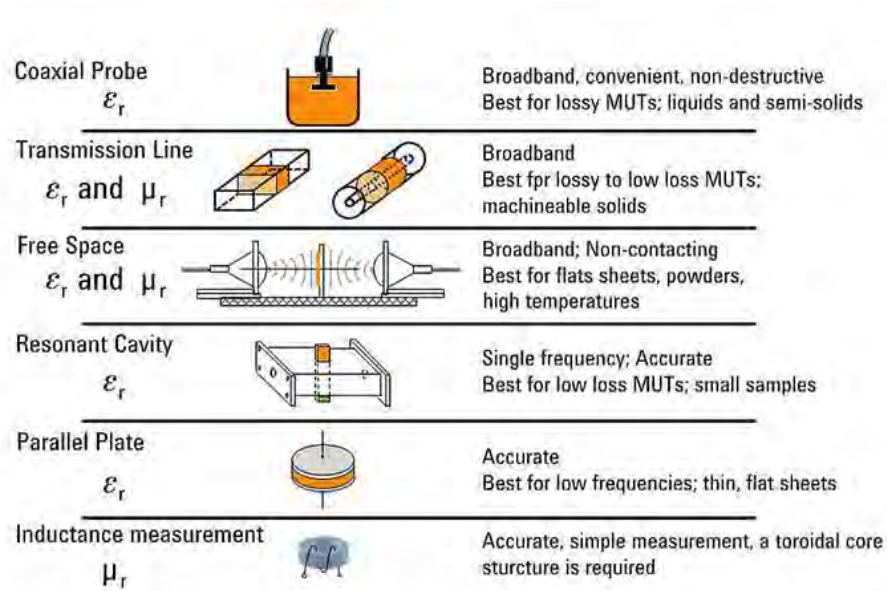 Coaxial Probe
εr
Broadband, convenient, non-destructive
Best for lossy MUTs; liquids and semi-solids
Transmission Line
εr and μr
Broadband
Best fpr lossy to low loss MUTs;
machineable solids
Free Space
εr and μr
Broadband; Non-contacting
Best for flats sheets, powders,
high temperatures
Resonant Cavity
εr
Single frequency; Accurate
Best for low loss MUTs; small samples
Parallel Plate
εr
Accurate
Best for low frequencies; thin, flat sheets
Inductance measurement
μr
Accurate, simple measurement, a toroidal core
sturcture is required